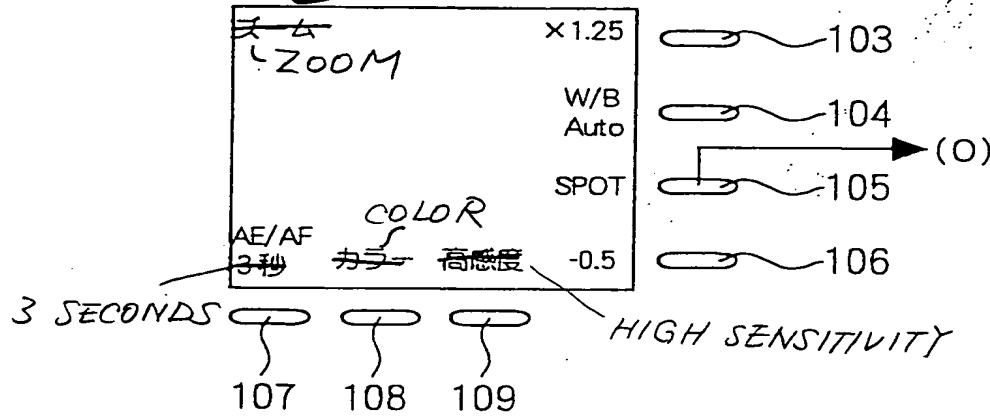 ズーム ×1.25 103
ZOOM
W/B 104
Auto
(O)
SPOT 105
COLOR
AE/AF
3秒 カラー 高感度 -0.5 106
3 SECONDS
HIGH SENSITIVITY
107 108 109